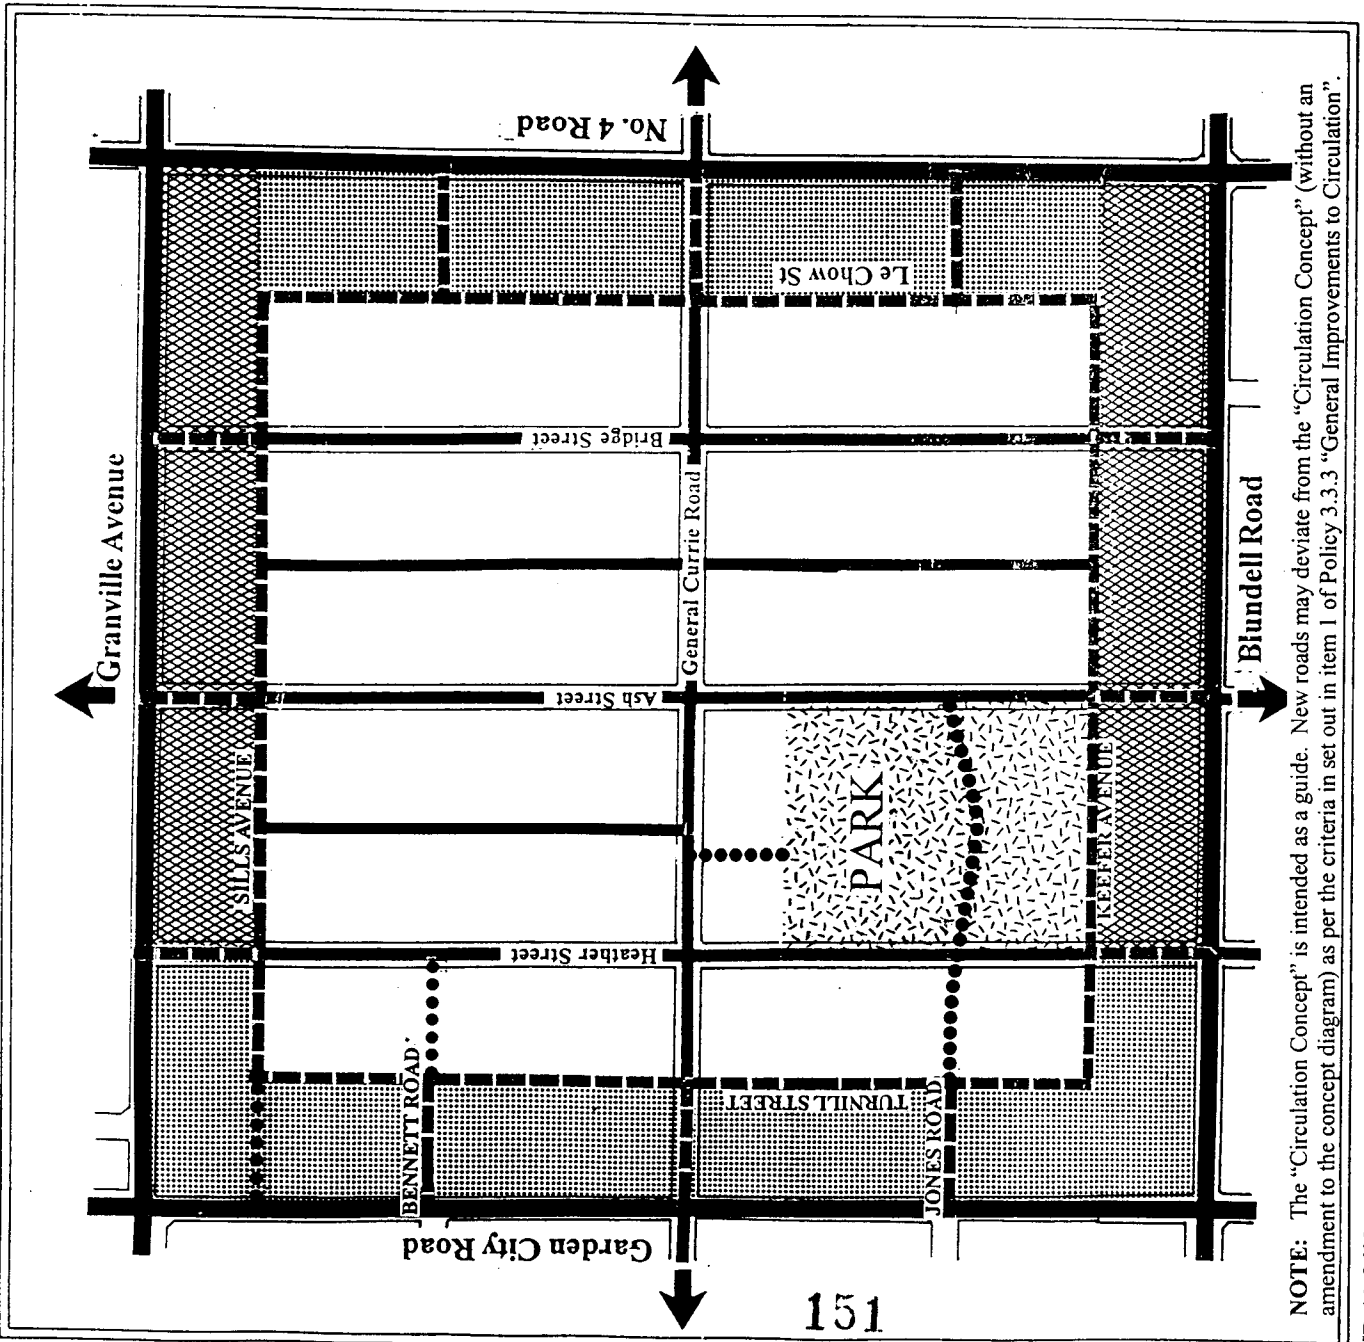 No. 4 Road
Granville Avenue
Le Chow St
Bridge Street
General Currie Road
Ash Street
Blundell Road
SILLS AVENUE
PARK
KEEFER AVENUE
Heather Street
BENNETT ROAD
TURNILL STREET
JONES ROAD
Garden City Road
151
NOTE: The “Circulation Concept” is intended as a guide. New roads may deviate from the “Circulation Concept” (without an
amendment to the concept diagram) as per the criteria in set out in item 1 of Policy 3.3.3 “General Improvements to Circulation”.